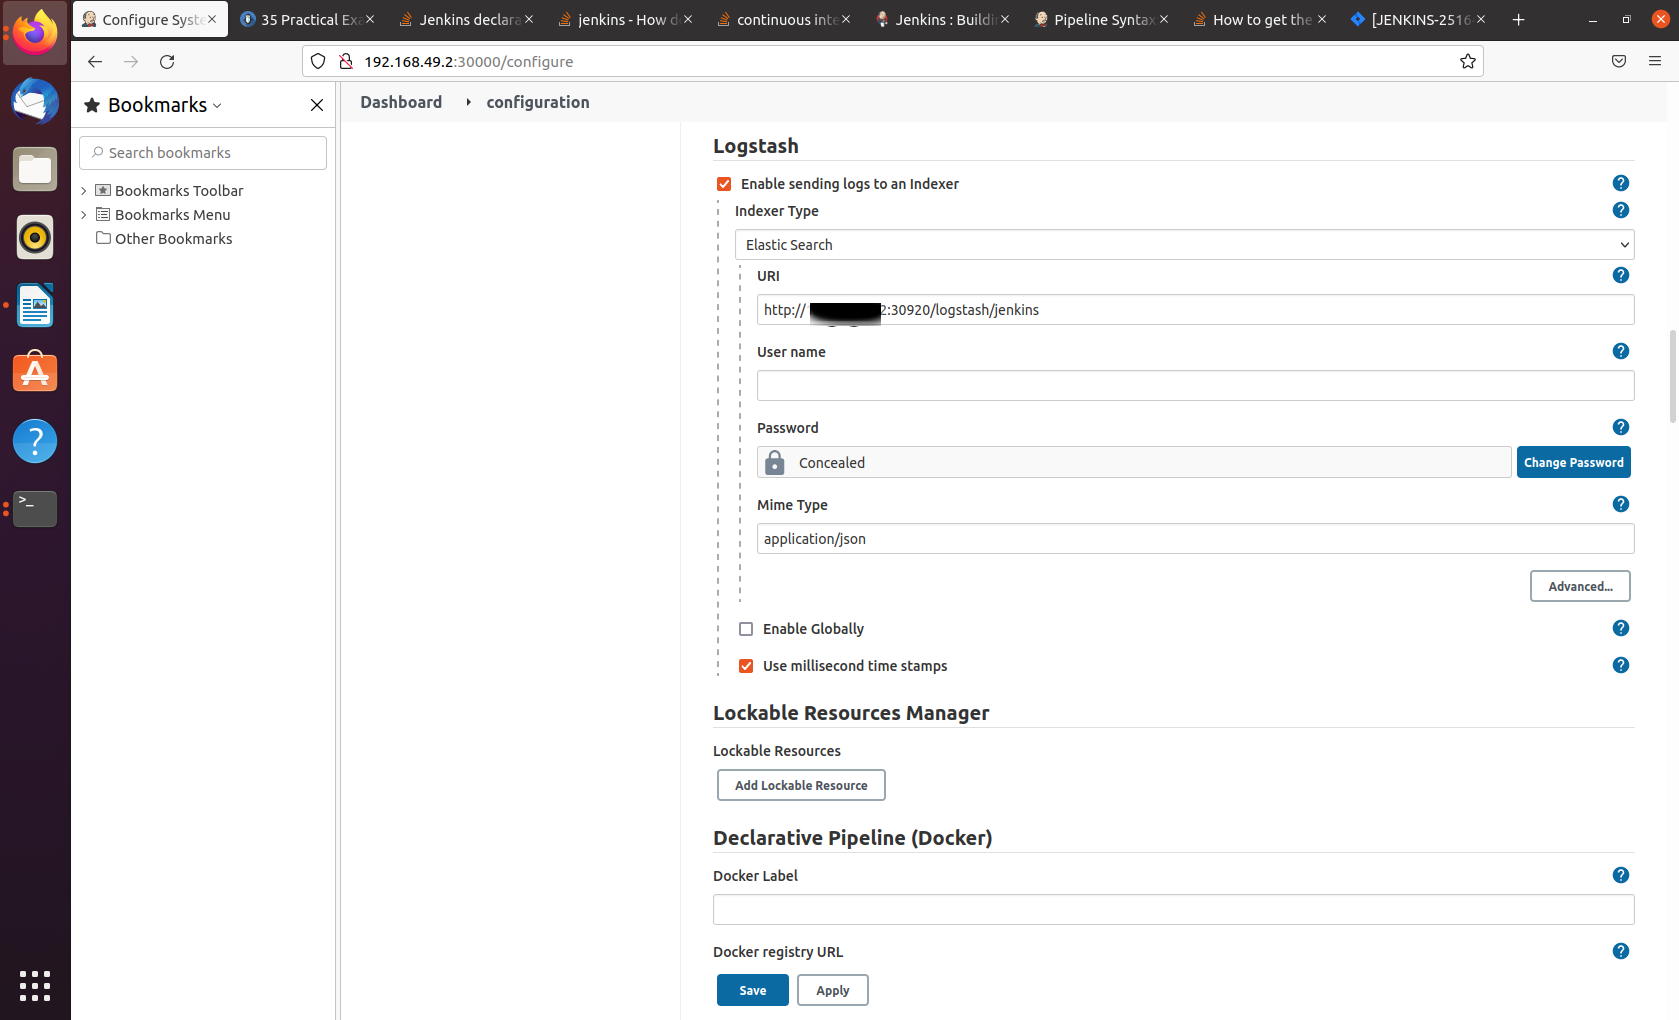 Configure Syste
35 Practical Exa
Jenkins declara
jenkins - How do
continuous inte
Jenkins : Buildi
Pipeline Syntax
How to get the
[JENKINS-2516
192.168.49.2:30000/configure
Bookmarks
Search bookmarks
Bookmarks Toolbar
Bookmarks Menu
Other Bookmarks
Dashboard
configuration
Logstash
Enable sending logs to an Indexer
Indexer Type
Elastic Search
URI
http:// 2:30920/logstash/jenkins
User name
Password
Concealed
Change Password
Mime Type
application/json
Advanced...
Enable Globally
Use millisecond time stamps
Lockable Resources Manager
Lockable Resources
Add Lockable Resource
Declarative Pipeline (Docker)
Docker Label
Docker registry URL
Save
Apply